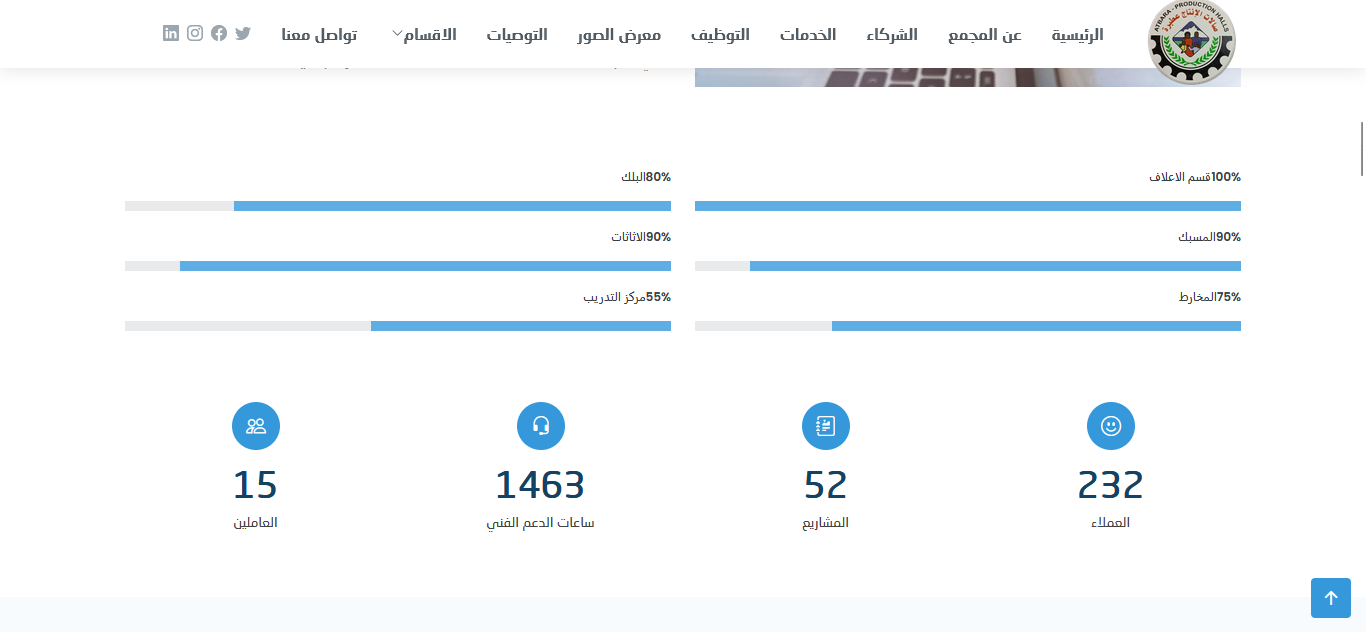 الرئيسية عن المجمع الشركاء الخدمات التوظيف معرض الصور التوصيات الاقسام تواصل معنا
ATBARA - PRODUCTION HALLS
صالات الإنتاج عطبرة
قسم الاعلاف 100%
المسبك 90%
المخارط 75%
البلك 80%
الاثاثات 90%
مركز التدريب 55%
232
العملاء
52
المشاريع
1463
ساعات الدعم الفني
15
العاملين